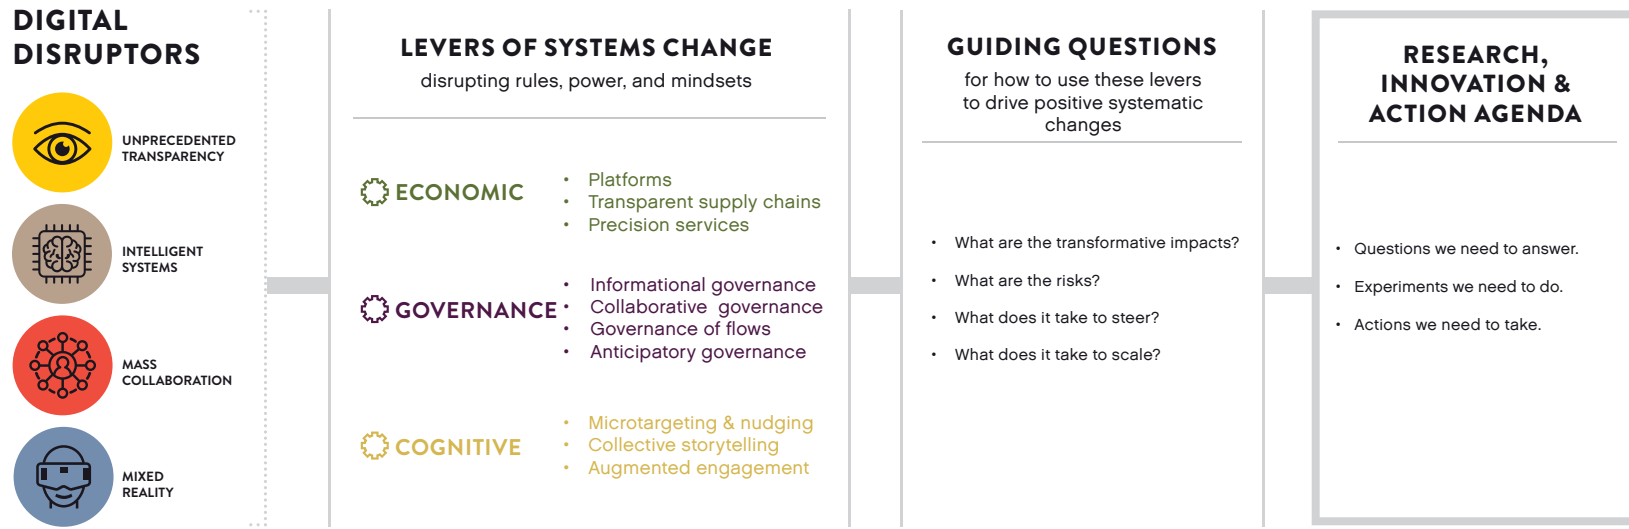 DIGITAL
DISRUPTORS
UNPRECEDENTED
TRANSPARENCY
INTELLIGENT
SYSTEMS
MASS
COLLABORATION
MIXED
REALITY
LEVERS OF SYSTEMS CHANGE
disrupting rules, power, and mindsets
ECONOMIC
• Platforms
• Transparent supply chains
• Precision services
GOVERNANCE
• Informational governance
• Collaborative governance
• Governance of flows
• Anticipatory governance
COGNITIVE
• Microtargeting & nudging
• Collective storytelling
• Augmented engagement
GUIDING QUESTIONS
for how to use these levers
to drive positive systematic
changes
• What are the transformative impacts?
• What are the risks?
• What does it take to steer?
• What does it take to scale?
RESEARCH,
INNOVATION &
ACTION AGENDA
• Questions we need to answer.
• Experiments we need to do.
• Actions we need to take.